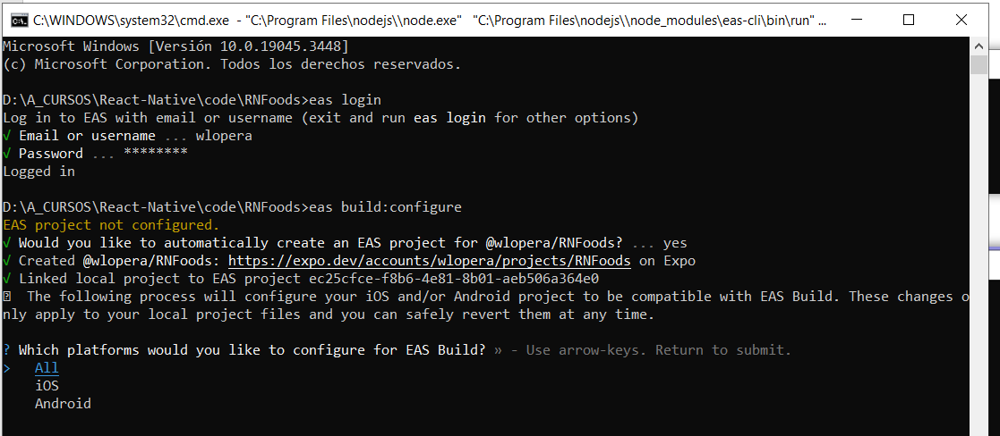 C:\WINDOWS\system32\cmd.exe - "C:\Program Files\nodejs\\node.exe" "C:\Program Files\nodejs\\node_modules\eas-cli\bin\run" ...
Microsoft Windows [Versión 10.0.19045.3448]
(c) Microsoft Corporation. Todos los derechos reservados.
D:\A_CURSOS\React-Native\code\RNFoods>eas login
Log in to EAS with email or username (exit and run eas login for other options)
√ Email or username ... wlopera
√ Password ... ********
Logged in
D:\A_CURSOS\React-Native\code\RNFoods>eas build:configure
EAS project not configured.
√ Would you like to automatically create an EAS project for @wlopera/RNFoods? ... yes
√ Created @wlopera/RNFoods: https://expo.dev/accounts/wlopera/projects/RNFoods on Expo
√ Linked local project to EAS project ec25cfce-f8b6-4e81-8b01-aeb506a364e0
⍰  The following process will configure your iOS and/or Android project to be compatible with EAS Build. These changes o
nly apply to your local project files and you can safely revert them at any time.
? Which platforms would you like to configure for EAS Build? » - Use arrow-keys. Return to submit.
>   All
    iOS
    Android